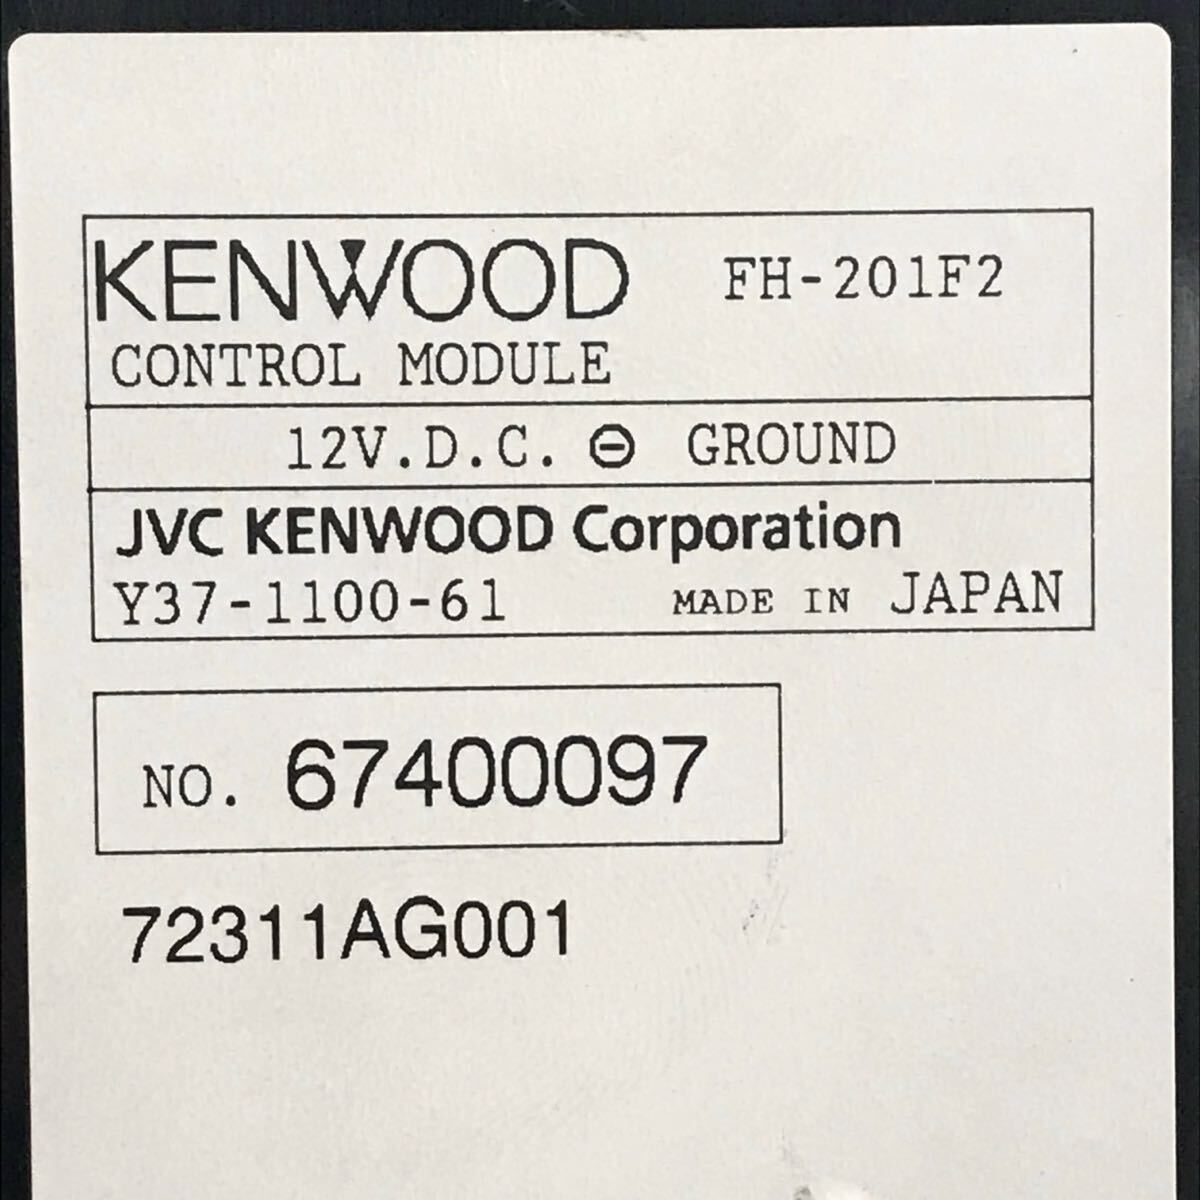 KENWOOD FH-201F2
CONTROL MODULE
12V.D.C. ⊖ GROUND
JVC KENWOOD Corporation
Y37-1100-61 MADE IN JAPAN
NO. 67400097
72311AG001